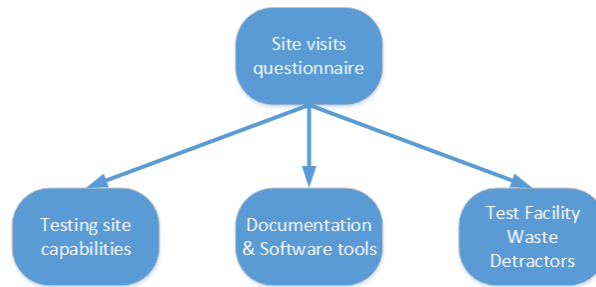 Site visits
questionnaire
Testing site
capabilities
Documentation
& Software tools
Test Facility
Waste
Detractors